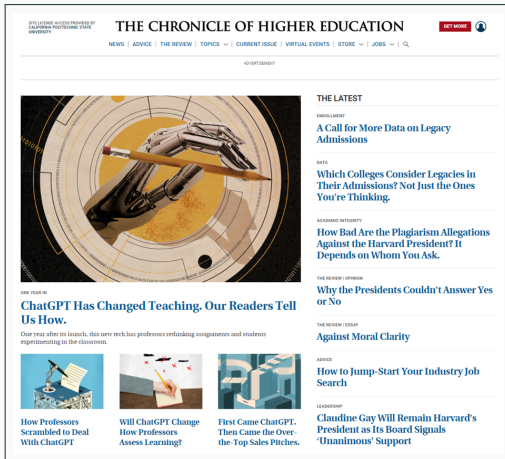 SITE LICENSE ACCESS PROVIDED BY
CALIFORNIA POLYTECHNIC STATE
UNIVERSITY
THE CHRONICLE OF HIGHER EDUCATION
GET MORE
NEWS | ADVICE | THE REVIEW | TOPICS | CURRENT ISSUE | VIRTUAL EVENTS | STORE | JOBS |
ADVERTISEMENT
ONE YEAR IN
ChatGPT Has Changed Teaching. Our Readers Tell
Us How.
One year after its launch, this new tech has professors rethinking assignments and students
experimenting in the classroom.
How Professors
Scrambled to Deal
With ChatGPT
Will ChatGPT Change
How Professors
Assess Learning?
First Came ChatGPT.
Then Came the Over-
the-Top Sales Pitches.
THE LATEST
ENROLLMENT
A Call for More Data on Legacy
Admissions
DATA
Which Colleges Consider Legacies in
Their Admissions? Not Just the Ones
You're Thinking.
ACADEMIC INTEGRITY
How Bad Are the Plagiarism Allegations
Against the Harvard President? It
Depends on Whom You Ask.
THE REVIEW | OPINION
Why the Presidents Couldn't Answer Yes
or No
THE REVIEW | ESSAY
Against Moral Clarity
ADVICE
How to Jump-Start Your Industry Job
Search
LEADERSHIP
Claudine Gay Will Remain Harvard's
President as Its Board Signals
'Unanimous' Support